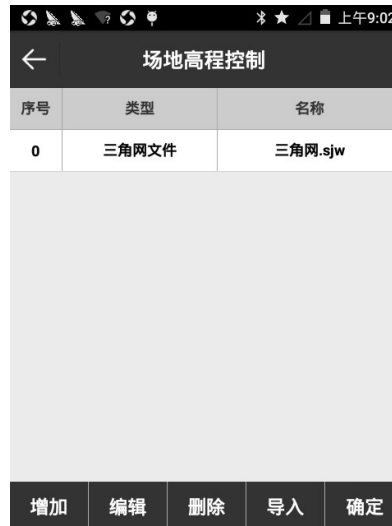 上午9:02
场地高程控制
序号 类型 名称
0 三角网文件 三角网.sjw
增加 编辑 删除 导入 确定